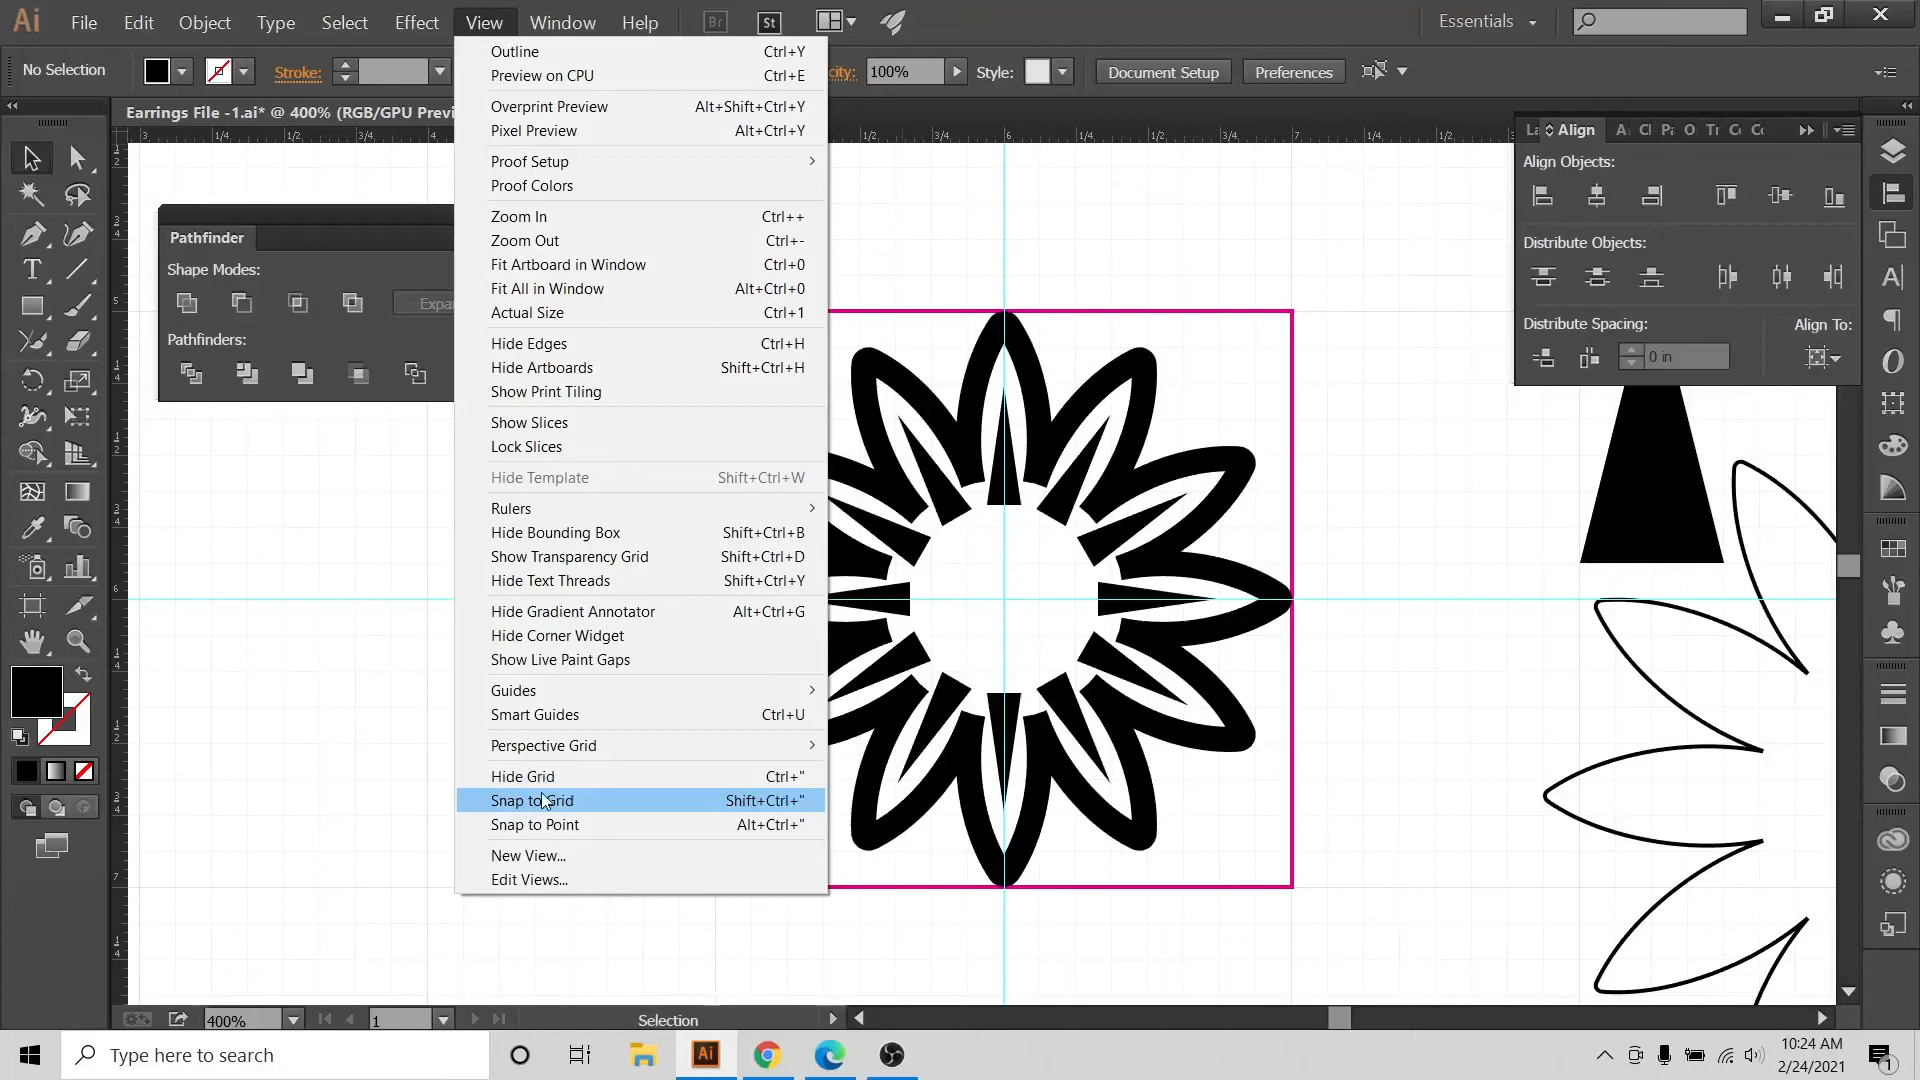 Ai File Edit Object Type Select Effect View Window Help Br St Essentials
No Selection Stroke: 100% Style: Document Setup Preferences
Earrings File -1.ai* @ 400% (RGB/GPU Previ
Outline Ctrl+Y
Preview on CPU Ctrl+E
Overprint Preview Alt+Shift+Ctrl+Y
Pixel Preview Alt+Ctrl+Y
Proof Setup
Proof Colors
Zoom In Ctrl++
Zoom Out Ctrl+-
Fit Artboard in Window Ctrl+0
Fit All in Window Alt+Ctrl+0
Actual Size Ctrl+1
Hide Edges Ctrl+H
Hide Artboards Shift+Ctrl+H
Show Print Tiling
Show Slices
Lock Slices
Hide Template Shift+Ctrl+W
Rulers
Hide Bounding Box Shift+Ctrl+B
Show Transparency Grid Shift+Ctrl+D
Hide Text Threads Shift+Ctrl+Y
Hide Gradient Annotator Alt+Ctrl+G
Hide Corner Widget
Show Live Paint Gaps
Guides
Smart Guides Ctrl+U
Perspective Grid
Hide Grid Ctrl+"
Snap to Grid Shift+Ctrl+"
Snap to Point Alt+Ctrl+"
New View...
Edit Views...
Pathfinder
Shape Modes:
Expa
Pathfinders:
Align
Align Objects:
Distribute Objects:
Distribute Spacing: Align To:
0 in
400% 1 Selection
Type here to search
Ai
10:24 AM
2/24/2021
1